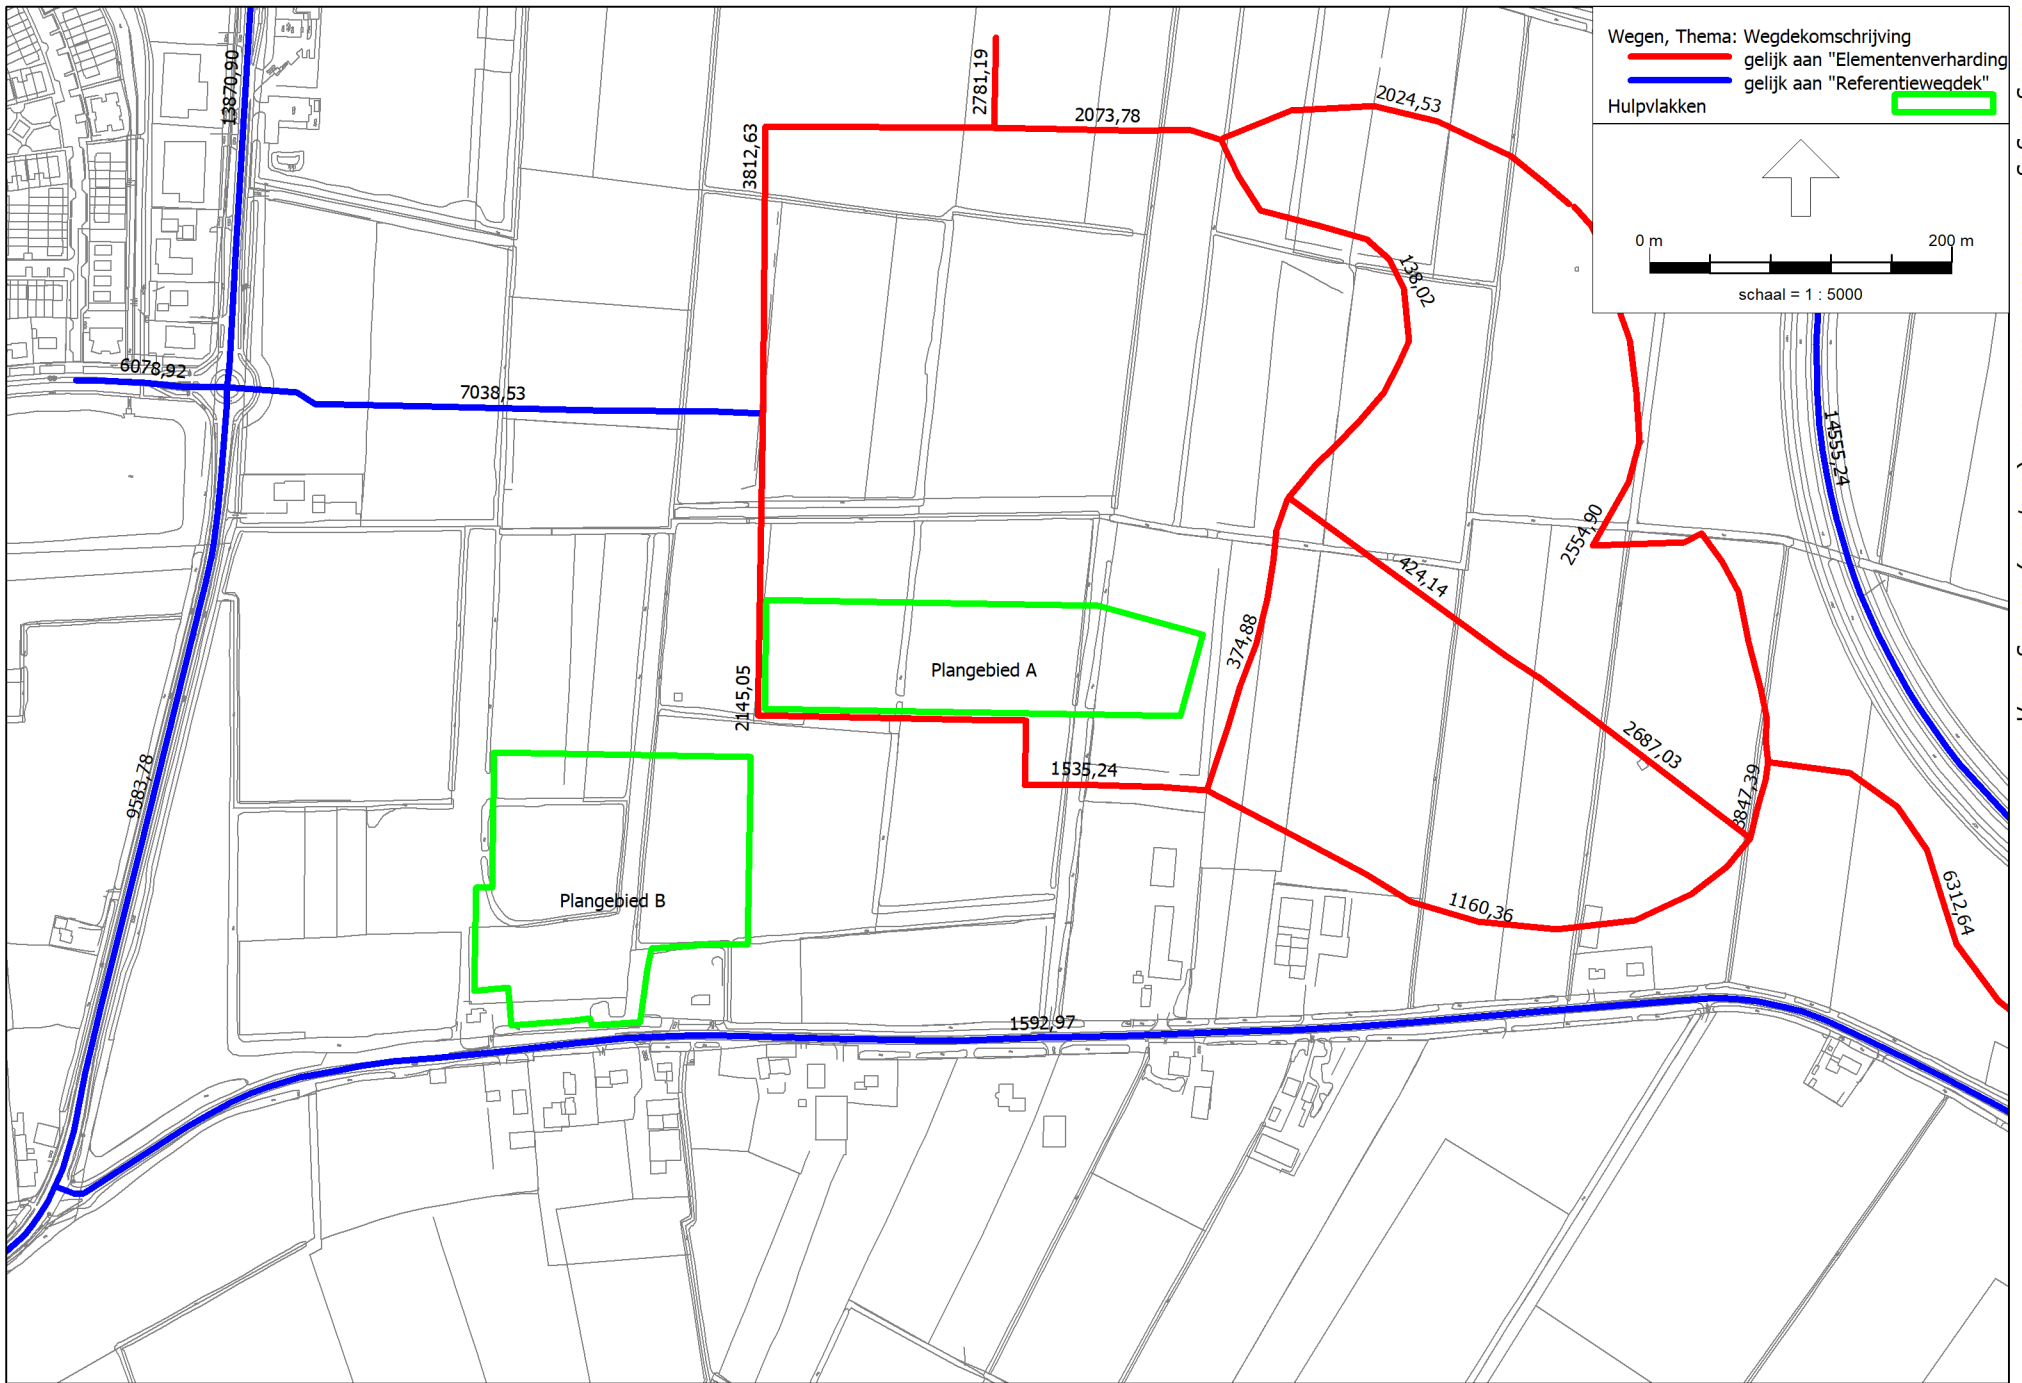 Wegen, Thema: Wegdekomschrijving
gelijk aan "Elementenverharding
gelijk aan "Referentiewegdek"
Hulpvlakken
0 m
200 m
schaal = 1 : 5000
13870,90
2781,19
2073,78
2024,53
3812,63
138,02
6078,92
7038,53
14555,24
2554,90
424,14
374,88
Plangebied A
2145,05
2687,03
1535,24
9583,78
3847,39
Plangebied B
1160,36
6312,64
1592,97